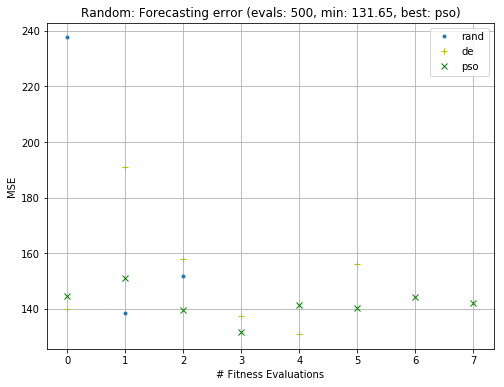 Random: Forecasting error (evals: 500, min: 131.65, best: pso)
rand
de
pso
240
220
200
180
160
140
MSE
0 1 2 3 4 5 6 7
# Fitness Evaluations